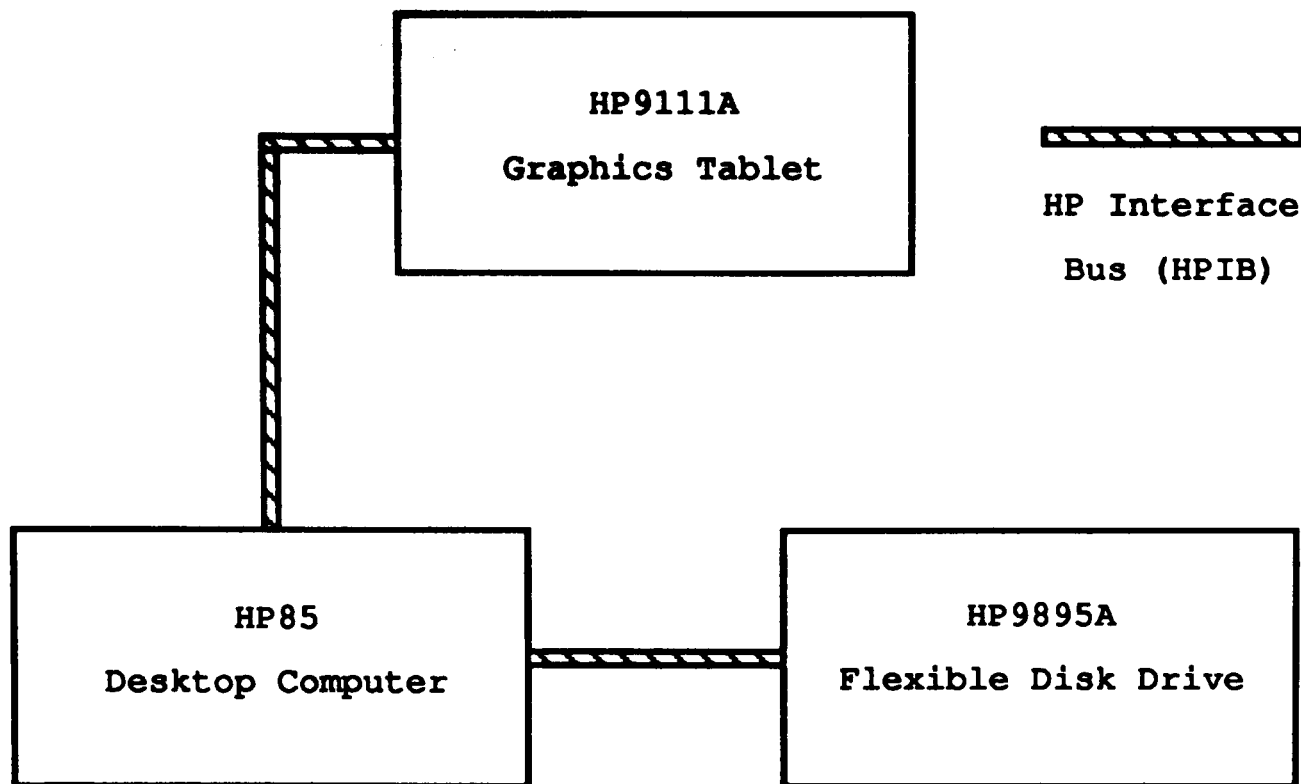 HP9111A
Graphics Tablet
HP Interface
Bus (HPIB)
HP85
Desktop Computer
HP9895A
Flexible Disk Drive